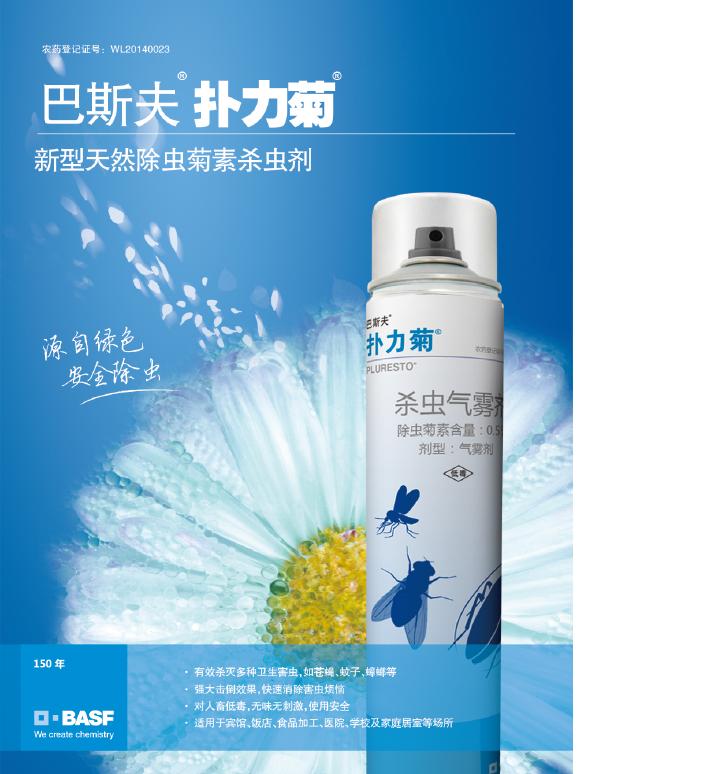 农药登记证号：WL20140023
巴斯夫® 扑力菊®
新型天然除虫菊素杀虫剂
源自绿色
安全除虫
巴斯夫®
扑力菊®
农药登记
PLURESTO™
杀虫气雾剂
除虫菊素含量：0.5
剂型：气雾剂
低毒
150 年
BASF
We create chemistry
· 有效杀灭多种卫生害虫，如苍蝇、蚊子、蟑螂等
· 强大击倒效果，快速消除害虫烦恼
· 对人畜低毒，无味无刺激，使用安全
· 适用于宾馆、饭店、食品加工、医院、学校及家庭居室等场所